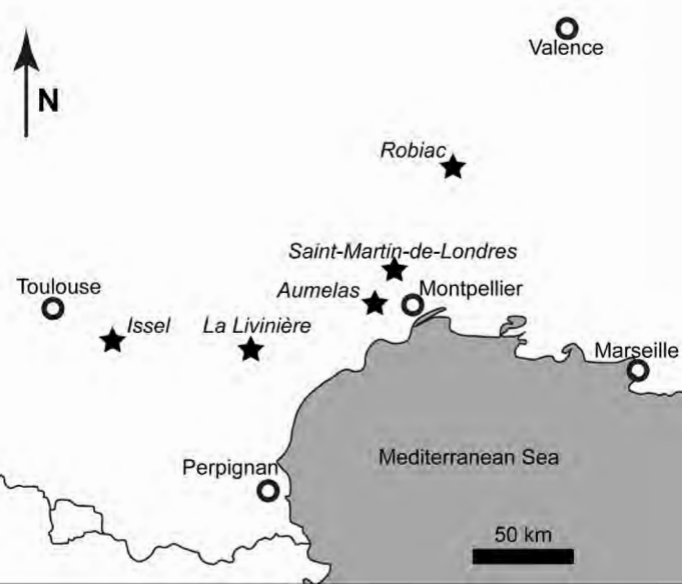 Valence
N
Robiac
Saint-Martin-de-Londres
Toulouse
Aumelas
Montpellier
Issel
La Livinière
Marseille
Perpignan
Mediterranean Sea
50 km